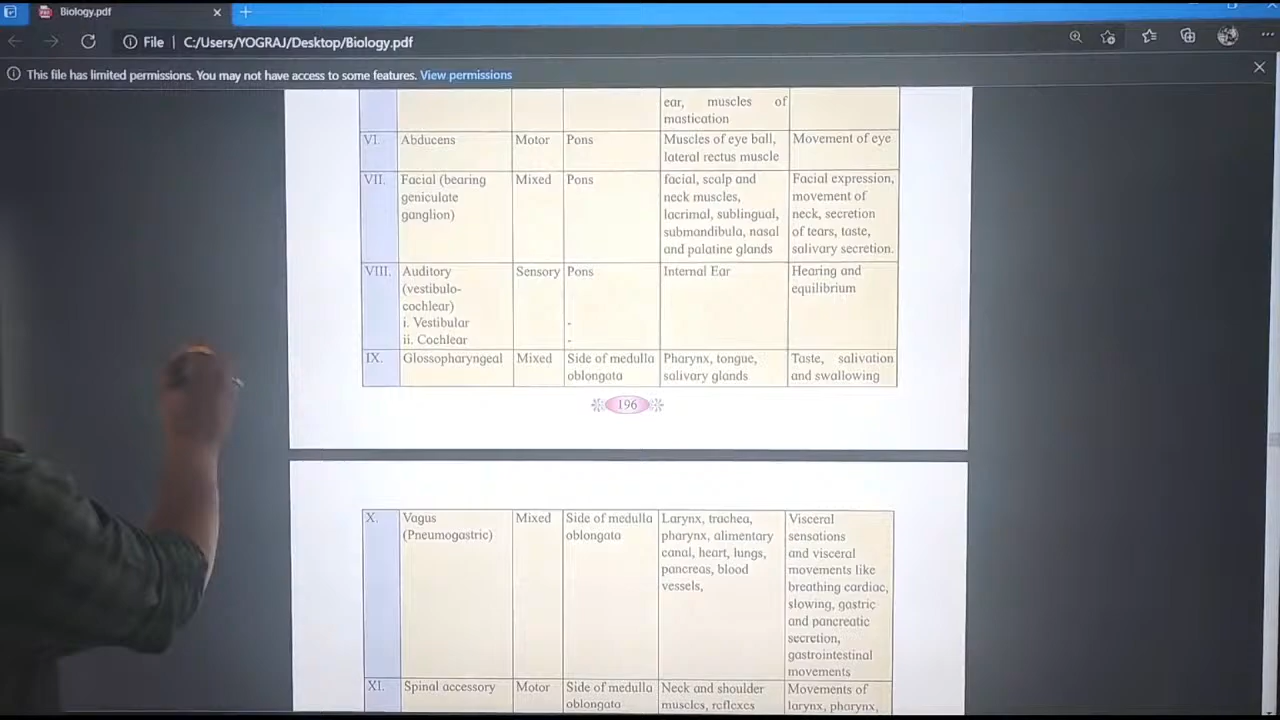 Biology.pdf
File | C:/Users/YOGRAJ/Desktop/Biology.pdf
This file has limited permissions. You may not have access to some features. View permissions
ear, muscles of
mastication
VI. Abducens Motor Pons Muscles of eye ball, Movement of eye
lateral rectus muscle
VII. Facial (bearing Mixed Pons facial, scalp and Facial expression,
geniculate neck muscles, movement of
ganglion) lacrimal, sublingual, neck, secretion
submandibula, nasal of tears, taste,
and palatine glands salivary secretion.
VIII. Auditory Sensory Pons Internal Ear Hearing and
(vestibulo- equilibrium
cochlear)
i. Vestibular -
ii. Cochlear -
IX. Glossopharyngeal Mixed Side of medulla Pharynx, tongue, Taste, salivation
oblongata salivary glands and swallowing
196
X. Vagus Mixed Side of medulla Larynx, trachea, Visceral
(Pneumogastric) oblongata pharynx, alimentary sensations
canal, heart, lungs, and visceral
pancreas, blood movements like
vessels, breathing cardiac,
slowing, gastric
and pancreatic
secretion,
gastrointestinal
movements
XI. Spinal accessory Motor Side of medulla Neck and shoulder Movements of
oblongata muscles, reflexes larynx, pharynx,